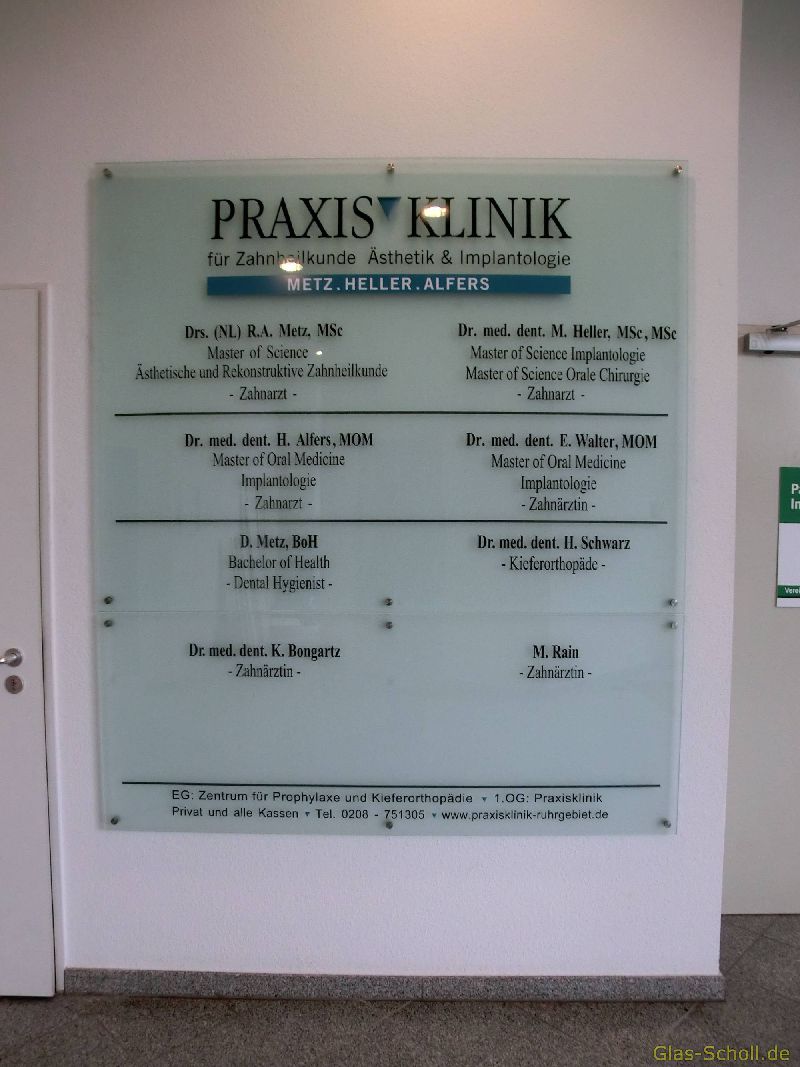 PRAXIS KLINIK
für Zahnheilkunde Ästhetik & Implantologie
METZ.HELLER.ALFERS
Drs. (NL) R.A. Metz, MSc
Master of Science
Ästhetische und Rekonstruktive Zahnheilkunde
- Zahnarzt -
Dr. med. dent. M. Heller, MSc, MSc
Master of Science Implantologie
Master of Science Orale Chirurgie
- Zahnarzt -
Dr. med. dent. H. Alfers, MOM
Master of Oral Medicine
Implantologie
- Zahnarzt -
Dr. med. dent. E. Walter, MOM
Master of Oral Medicine
Implantologie
- Zahnärztin -
D. Metz, BoH
Bachelor of Health
- Dental Hygienist -
Dr. med. dent. H. Schwarz
- Kieferorthopäde -
Dr. med. dent. K. Bongartz
- Zahnärztin -
M. Rain
- Zahnärztin -
EG: Zentrum für Prophylaxe und Kieferorthopädie ▾ 1.OG: Praxisklinik
Privat und alle Kassen ▾ Tel. 0208 - 751305 ▾ www.praxisklinik-ruhrgebiet.de
Glas-Scholl.de